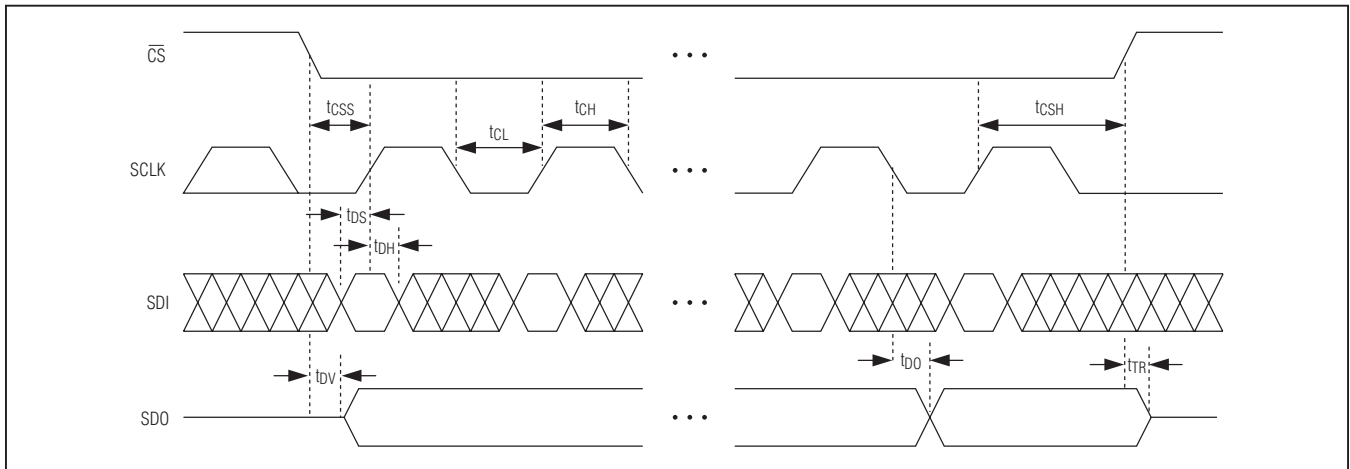 CS
• • •
tCSS
tCL
tCH
tCSH
SCLK
• • •
tDS
tDH
SDI
• • •
tDV
tDO
tTR
SDO
• • •